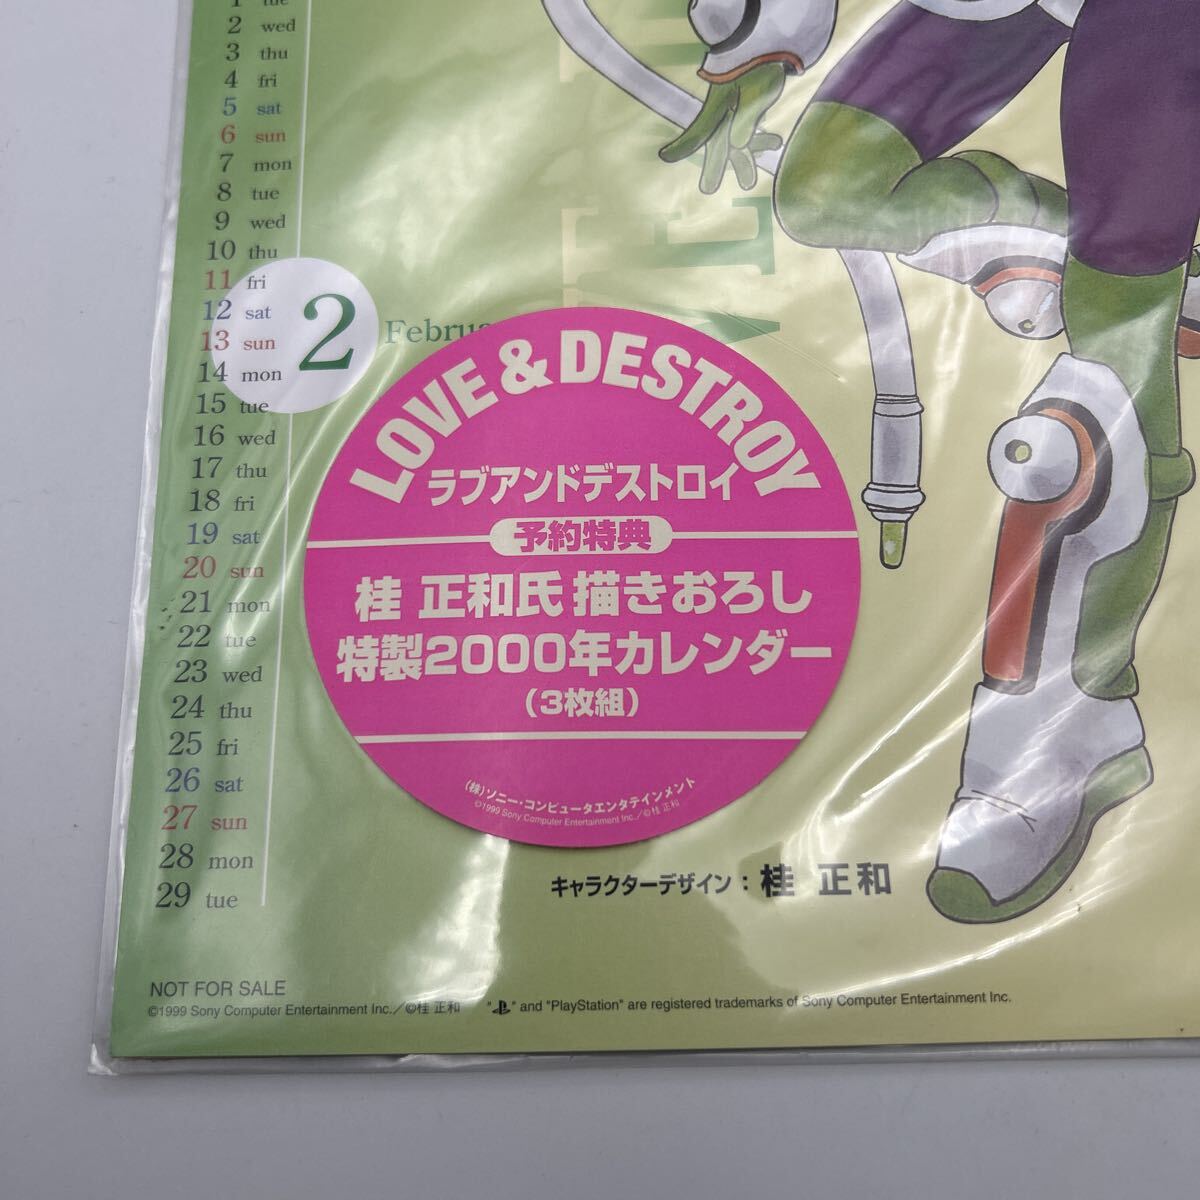 1 tue
2 wed
3 thu
4 fri
5 sat
6 sun
7 mon
8 tue
9 wed
10 thu
11 fri
12 sat
13 sun
14 mon
15 tue
16 wed
17 thu
18 fri
19 sat
20 sun
21 mon
22 tue
23 wed
24 thu
25 fri
26 sat
27 sun
28 mon
29 tue
2
Februa
LOVE & DESTROY
ラブアンドデストロイ
予約特典
桂 正和氏 描きおろし
特製2000年カレンダー
(3枚組)
(株)ソニー・コンピュータエンタテインメント
©1999 Sony Computer Entertainment Inc./©桂 正和
キャラクターデザイン：桂 正和
NOT FOR SALE
©1999 Sony Computer Entertainment Inc./©桂 正和 " " and "PlayStation" are registered trademarks of Sony Computer Entertainment Inc.